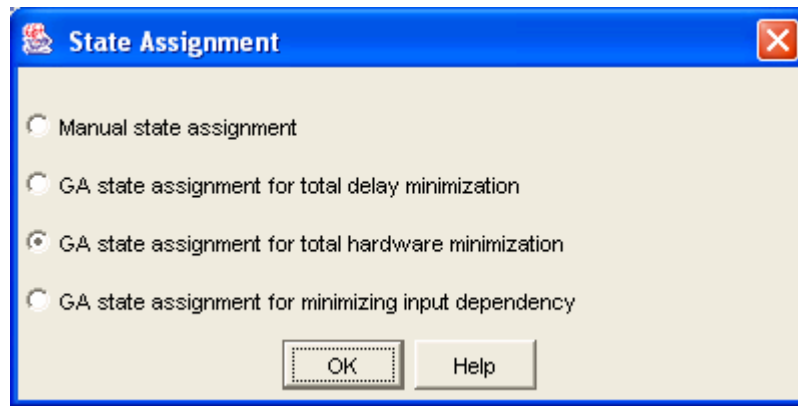 State Assignment
Manual state assignment
GA state assignment for total delay minimization
GA state assignment for total hardware minimization
GA state assignment for minimizing input dependency
OK Help